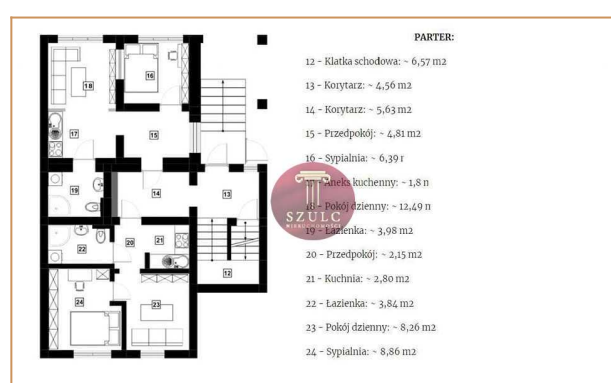 PARTER:
12 - Klatka schodowa: ~ 6,57 m2
13 - Korytarz: ~ 4,56 m2
14 - Korytarz: ~ 5,63 m2
15 - Przedpokój: ~ 4,81 m2
16 - Sypialnia: ~ 6,39
Aneks kuchenny: ~ 1,8
18 - Pokój dzienny: ~ 12,49
SZULC
NIERUCHOMOŚCI
19 - Łazienka: ~ 3,98 m2
20 - Przedpokój: ~ 2,15 m2
21 - Kuchnia: ~ 2,80 m2
22 - Łazienka: ~ 3,84 m2
23 - Pokój dzienny: ~ 8,26 m2
24 - Sypialnia: ~ 8,86 m2
16
18
17
15
19
14
13
22
20
21
12
24
23